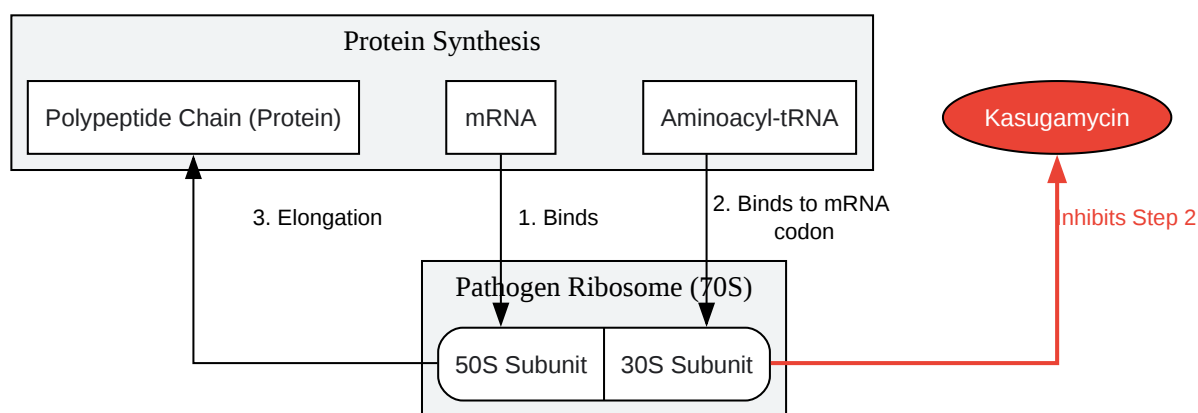 Protein Synthesis
Polypeptide Chain (Protein)
mRNA
Aminoacyl-tRNA
Kasugamycin
3. Elongation
1. Binds
2. Binds to mRNA
codon
Inhibits Step 2
Pathogen Ribosome (70S)
50S Subunit
30S Subunit